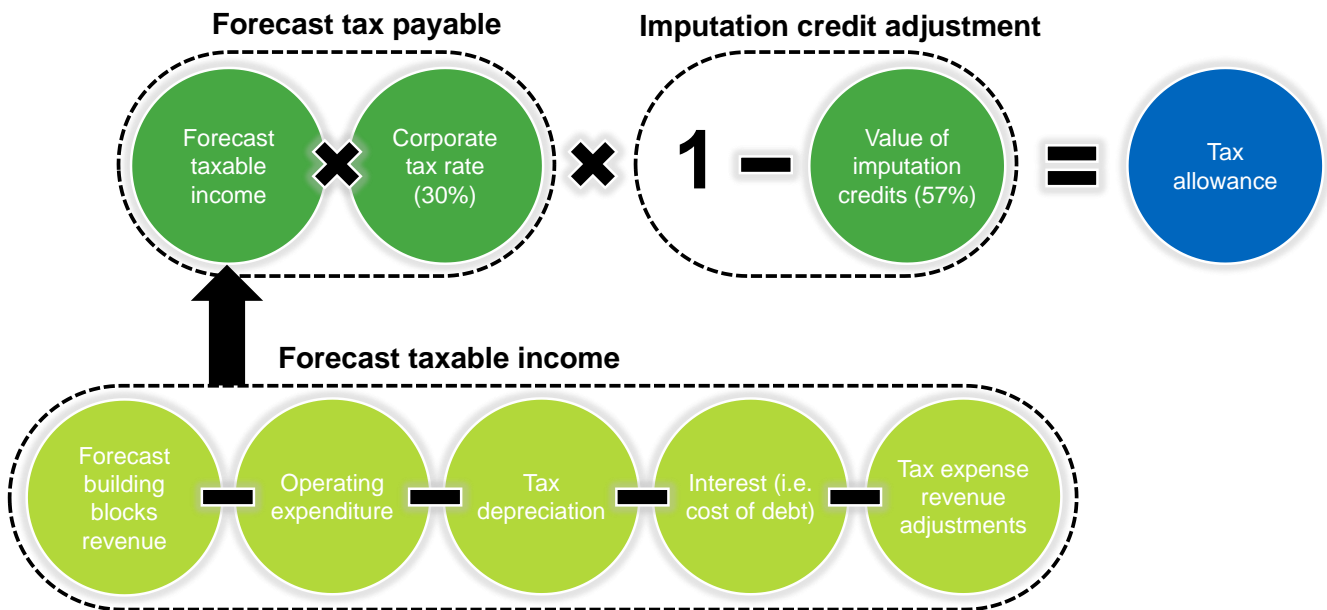 Forecast tax payable
Imputation credit adjustment
Forecast
taxable
income
Corporate
tax rate
(30%)
1
Value of
imputation
credits (57%)
Tax
allowance
Forecast taxable income
Forecast
building
blocks
revenue
Operating
expenditure
Tax
depreciation
Interest (i.e.
cost of debt)
Tax expense
revenue
adjustments